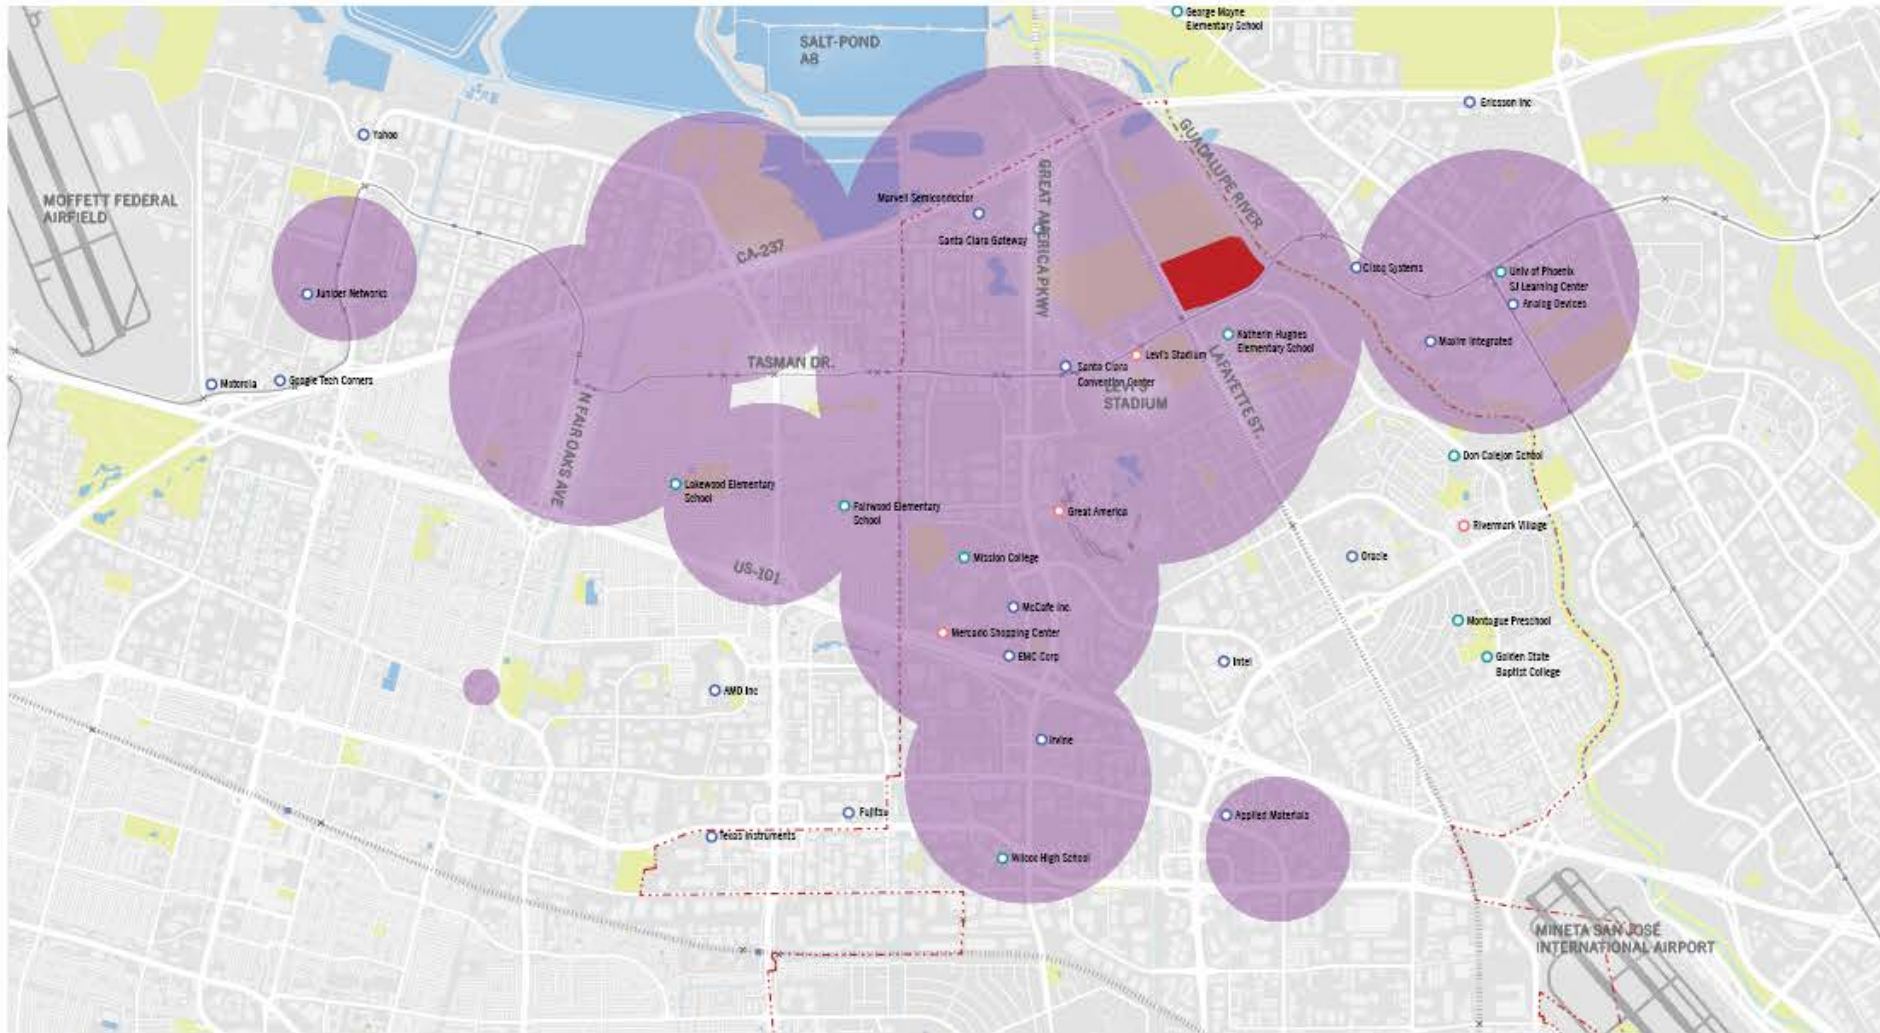 George Mayne
Elementary School
SALT-POND
A8
Ericsson Inc
Yahoo
GUADALUPE RIVER
MOFFETT FEDERAL
AIRFIELD
Marvell Semiconductor
GREAT AMERICA PKWY
Santa Clara Gateway
CA-237
Cisco Systems
Univ of Phoenix
SJ Learning Center
Juniper Networks
Analog Devices
Katherin Hughes
Elementary School
Maxim Integrated
TASMAN DR.
Levi's Stadium
LAFAYETTE ST.
Santa Clara
Convention Center
LEVI'S
STADIUM
Motorola
Google Tech Corners
N FAIR OAKS AVE
Don Callejon School
Lakewood Elementary
School
Fairwood Elementary
School
Great America
Rivermark Village
Mission College
Oracle
US-101
McCafe Inc.
Montague Preschool
Mercado Shopping Center
EMC Corp
Intel
Golden State
Baptist College
AMD Inc
Irvine
Fujitsu
Applied Materials
Texas Instruments
Wilcox High School
MINETA SAN JOSÉ
INTERNATIONAL AIRPORT